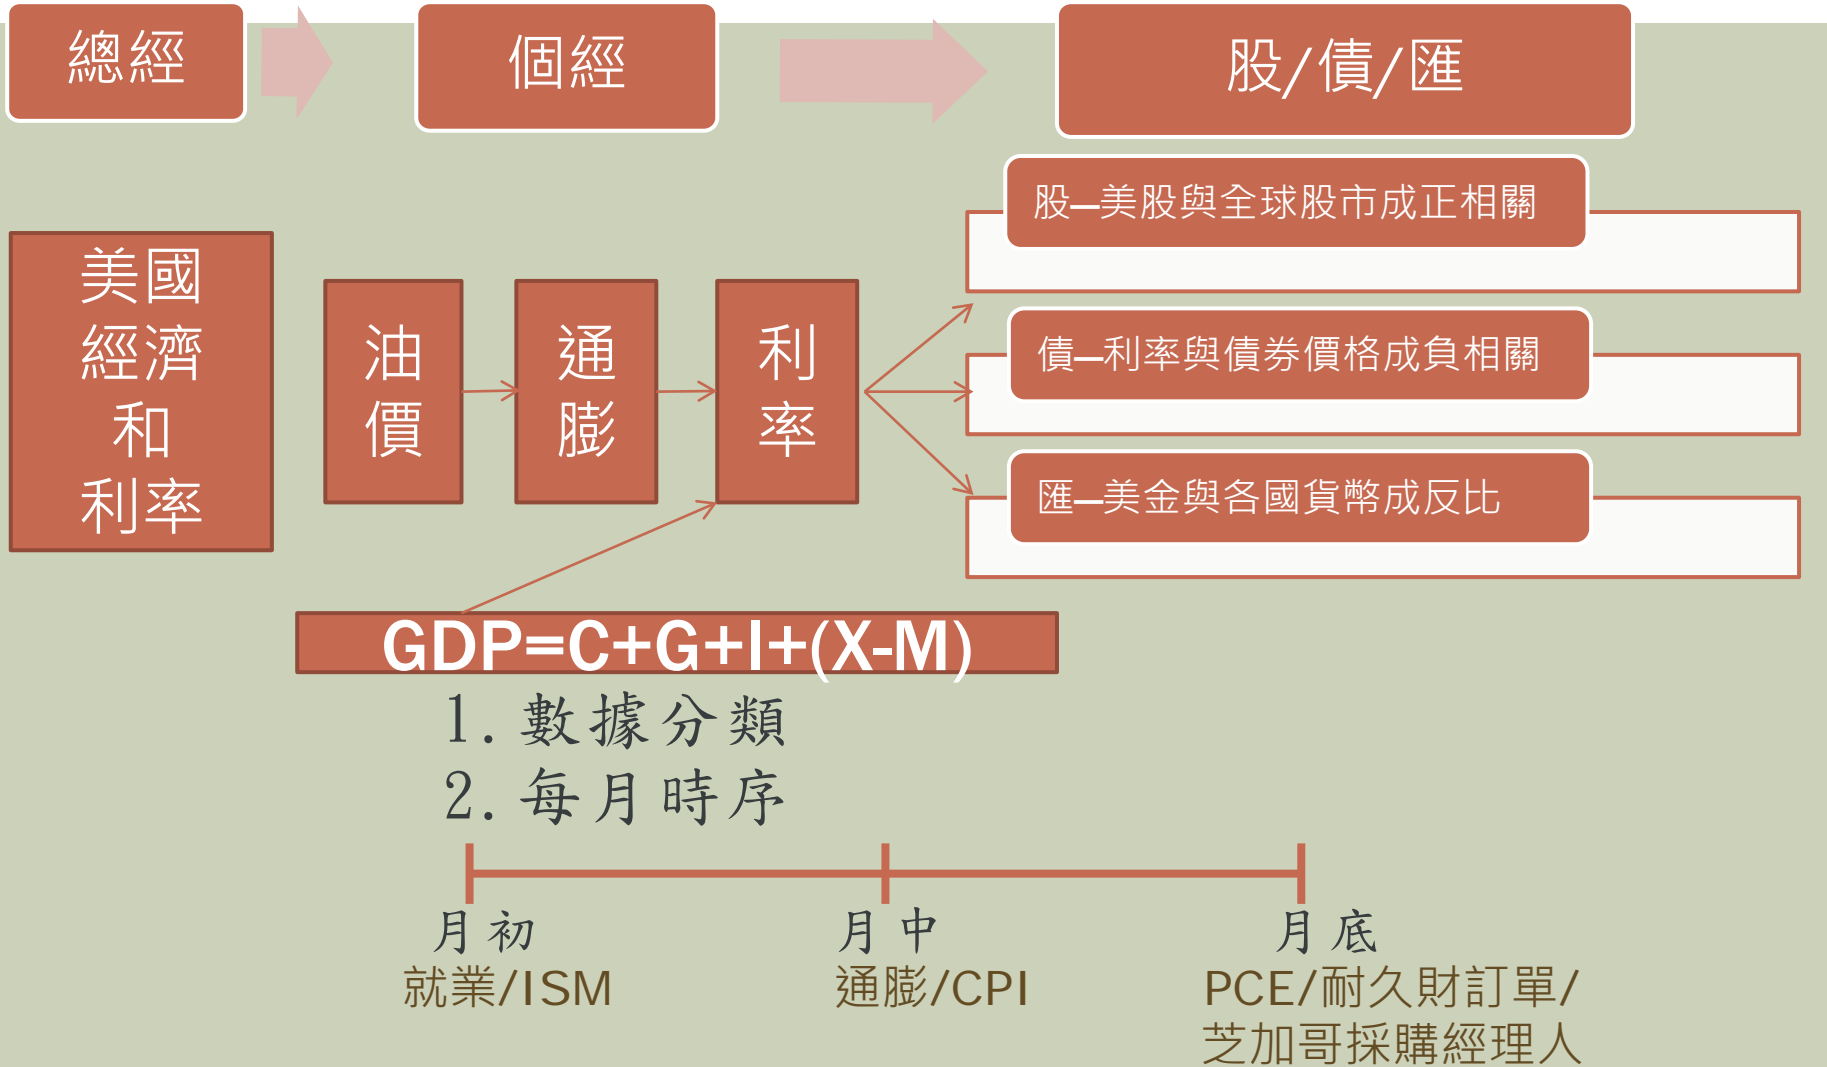 總經
個經
股/債/匯
美國
經濟
和
利率
油
價
通
膨
利
率
股—美股與全球股市成正相關
債—利率與債券價格成負相關
匯—美金與各國貨幣成反比
GDP=C+G+I+(X-M)
1.數據分類
2.每月時序
月初
就業/ISM
月中
通膨/CPI
月底
PCE/耐久財訂單/
芝加哥採購經理人